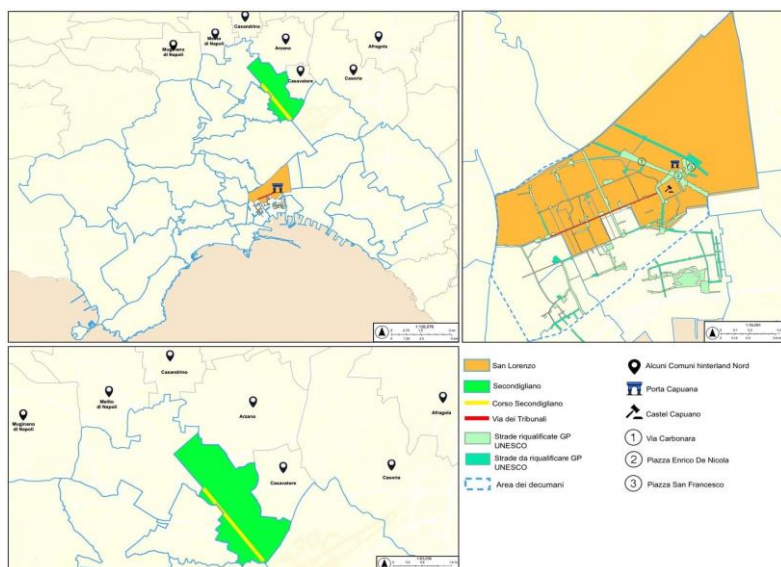 Casandrino
Melito
di Napoli
Mugnano
di Napoli
Arzano
Afragola
Casavatore
Casoria
1
2
3
Casandrino
Melito
di Napoli
Mugnano
di Napoli
Arzano
Afragola
Casavatore
Casoria
San Lorenzo
Secondigliano
Corso Secondigliano
Via dei Tribunali
Strade riqualificate GP
UNESCO
Strade da riqualificare GP
UNESCO
Area dei decumani
Alcuni Comuni hinterland Nord
Porta Capuana
Castel Capuano
1 Via Carbonara
2 Piazza Enrico De Nicola
3 Piazza San Francesco